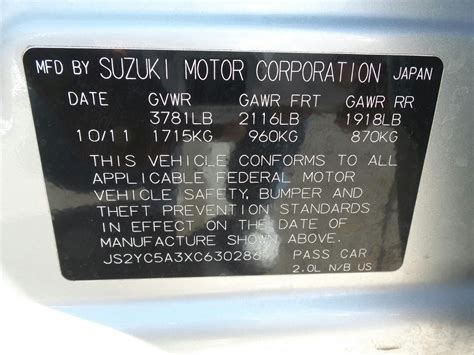 MFD BY SUZUKI MOTOR CORPORATION JAPAN
DATE GVWR GAWR FRT GAWR RR
3781LB 2116LB 1918LB
10/11 1715KG 960KG 870KG
THIS VEHICLE CONFORMS TO ALL
APPLICABLE FEDERAL MOTOR
VEHICLE SAFETY, BUMPER AND
THEFT PREVENTION STANDARDS
IN EFFECT ON THE DATE OF
MANUFACTURE SHOWN ABOVE.
JS2YC5A3XC630286 PASS CAR
2.0L N/B US